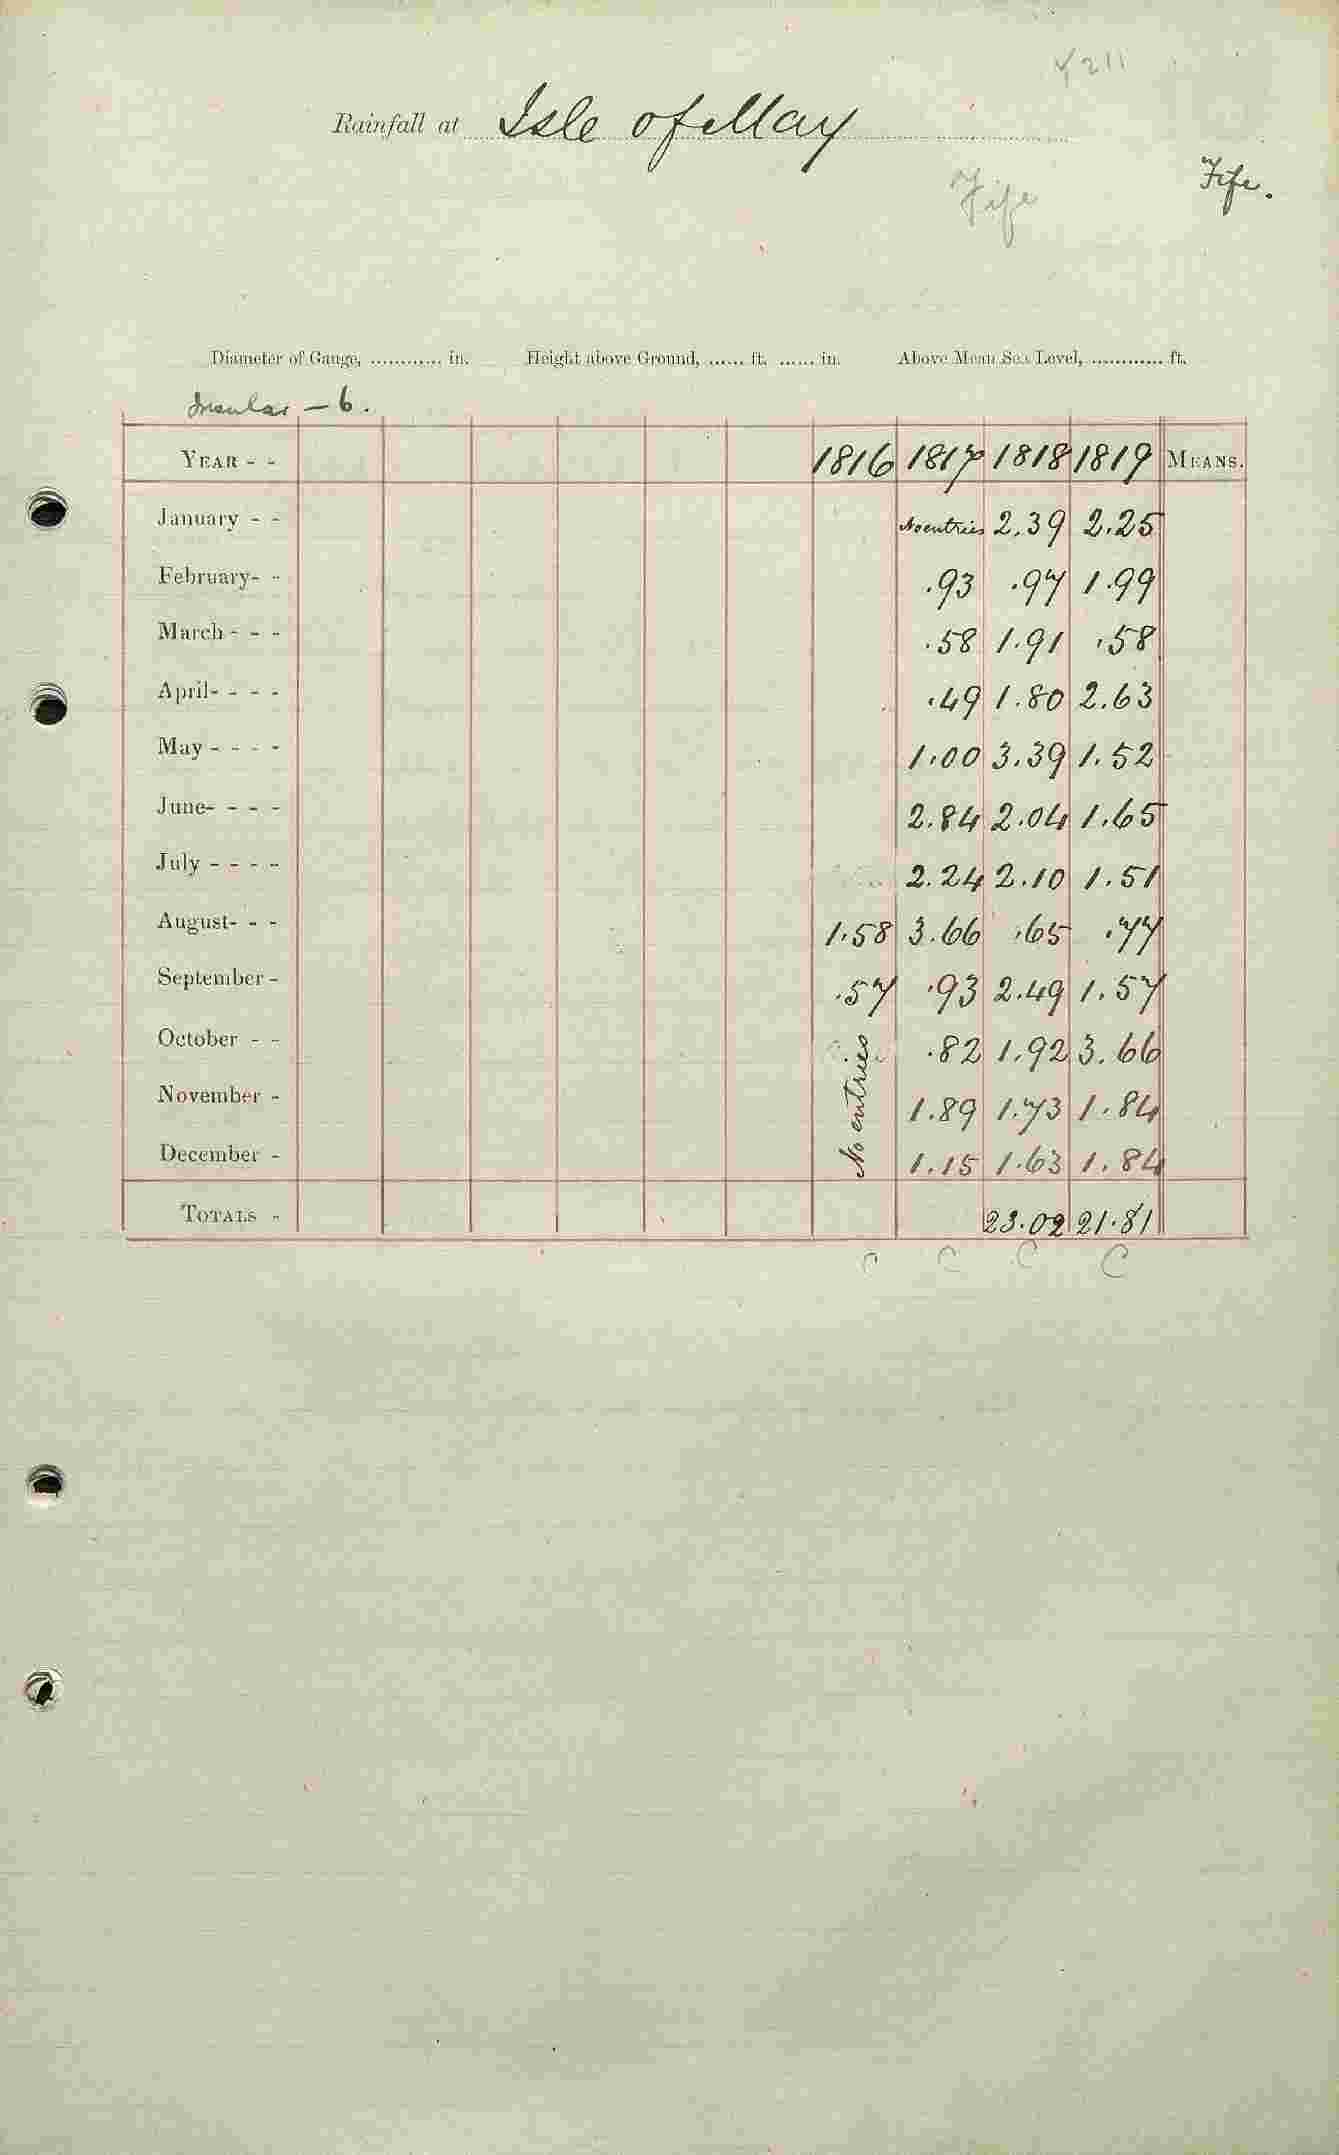 211
Rainfall at Isle of May
Fife
Fife.
Diameter of Gauge, ............ in. Height above Ground, ...... ft. ...... in. Above Mean Sea Level, ............ ft.
Insular - 6.
YEAR - - 1816 1817 1818 1819 MEANS.
January - - No entries 2.39 2.25
February- - .93 .97 1.99
March - - - .58 1.91 .58
April- - - - .49 1.80 2.63
May - - - - 1.00 3.39 1.52
June- - - - 2.84 2.04 1.65
July - - - - 2.24 2.10 1.51
August- - - 1.58 3.66 .65 .77
September - .57 .93 2.49 1.57
October - - No entries .82 1.92 3.66
November - 1.89 1.73 1.84
December - 1.15 1.63 1.84
TOTALS - 23.02 21.81
C C C C